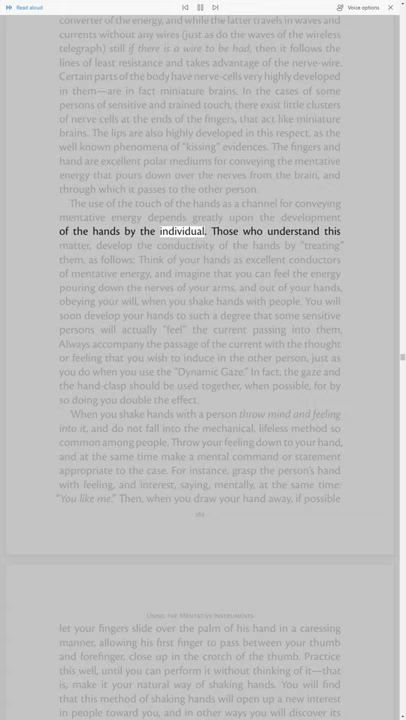 Read aloud
Voice options
converter of the energy, and while the latter travels in waves and
currents without any wires (just as do the waves of the wireless
telegraph) still if there is a wire to be had, then it follows the
lines of least resistance and takes advantage of the nerve-wire.
Certain parts of the body have nerve-cells very highly developed
in them—are in fact miniature brains. In the cases of some
persons of sensitive and trained touch, there exist little clusters
of nerve cells at the ends of the fingers, that act like miniature
brains. The lips are also highly developed in this respect, as the
well known phenomena of "kissing" evidences. The fingers and
hand are excellent polar mediums for conveying the mentative
energy that pours down over the nerves from the brain, and
through which it passes to the other person.
The use of the touch of the hands as a channel for conveying
mentative energy depends greatly upon the development
of the hands by the individual. Those who understand this
matter, develop the conductivity of the hands by "treating"
them, as follows: Think of your hands as excellent conductors
of mentative energy, and imagine that you can feel the energy
pouring down the nerves of your arms, and out of your hands,
obeying your will, when you shake hands with people. You will
soon develop your hands to such a degree that some sensitive
persons will actually "feel" the current passing into them.
Always accompany the passage of the current with the thought
or feeling that you wish to induce in the other person, just as
you do when you use the "Dynamic Gaze." In fact, the gaze and
the hand-clasp should be used together, when possible, for by
so doing you double the effect.
When you shake hands with a person throw mind and feeling
into it, and do not fall into the mechanical, lifeless method so
common among people. Throw your feeling down to your hand,
and at the same time make a mental command or statement
appropriate to the case. For instance, grasp the person's hand
with feeling, and interest, saying, mentally, at the same time:
"You like me." Then, when you draw your hand away, if possible
Using the Mentative Instruments
let your fingers slide over the palm of his hand in a caressing
manner, allowing his first finger to pass between your thumb
and forefinger, close up in the crotch of the thumb. Practice
this well, until you can perform it without thinking of it—that
is, make it your natural way of shaking hands. You will find
that this method of shaking hands will open up a new interest
in people toward you, and in other ways you will discover its